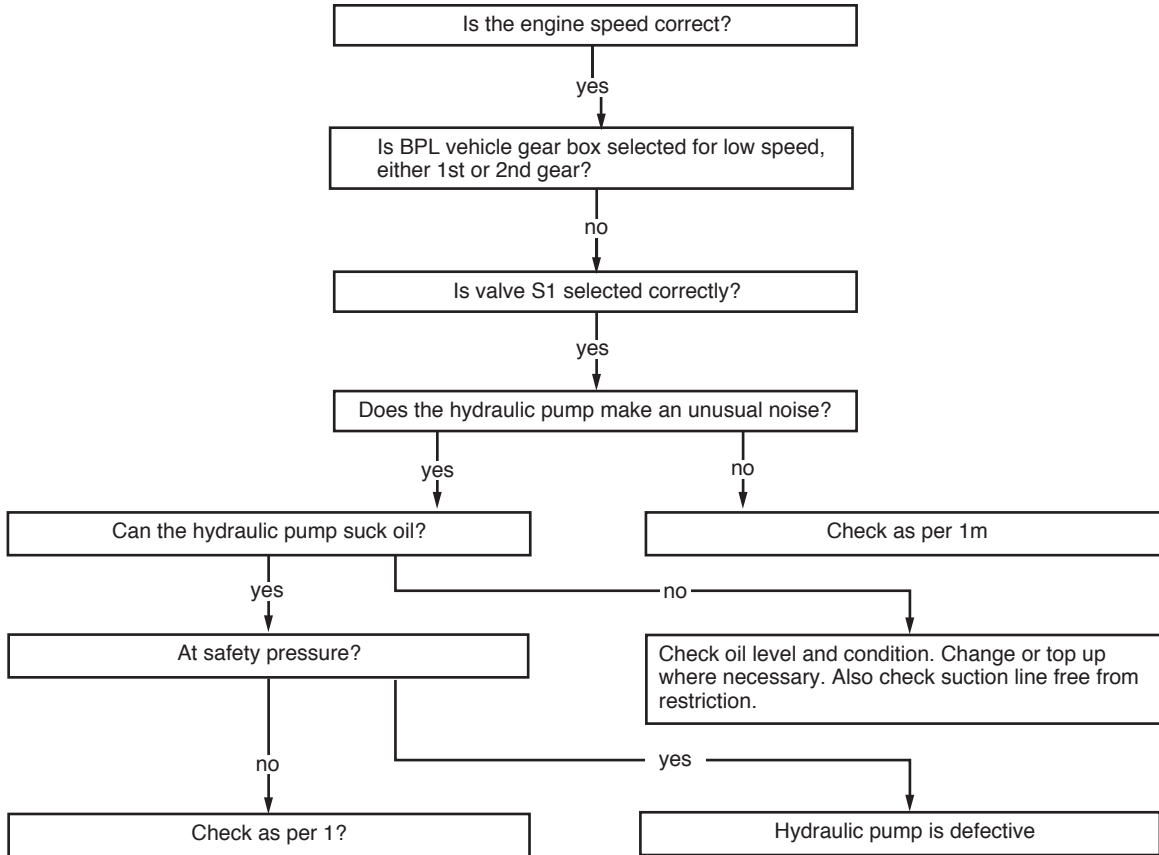 Is the engine speed correct?
yes
Is BPL vehicle gear box selected for low speed,
either 1st or 2nd gear?
no
Is valve S1 selected correctly?
yes
Does the hydraulic pump make an unusual noise?
yes
no
Can the hydraulic pump suck oil?
Check as per 1m
yes
no
At safety pressure?
Check oil level and condition. Change or top up
where necessary. Also check suction line free from
restriction.
no
yes
Check as per 1?
Hydraulic pump is defective